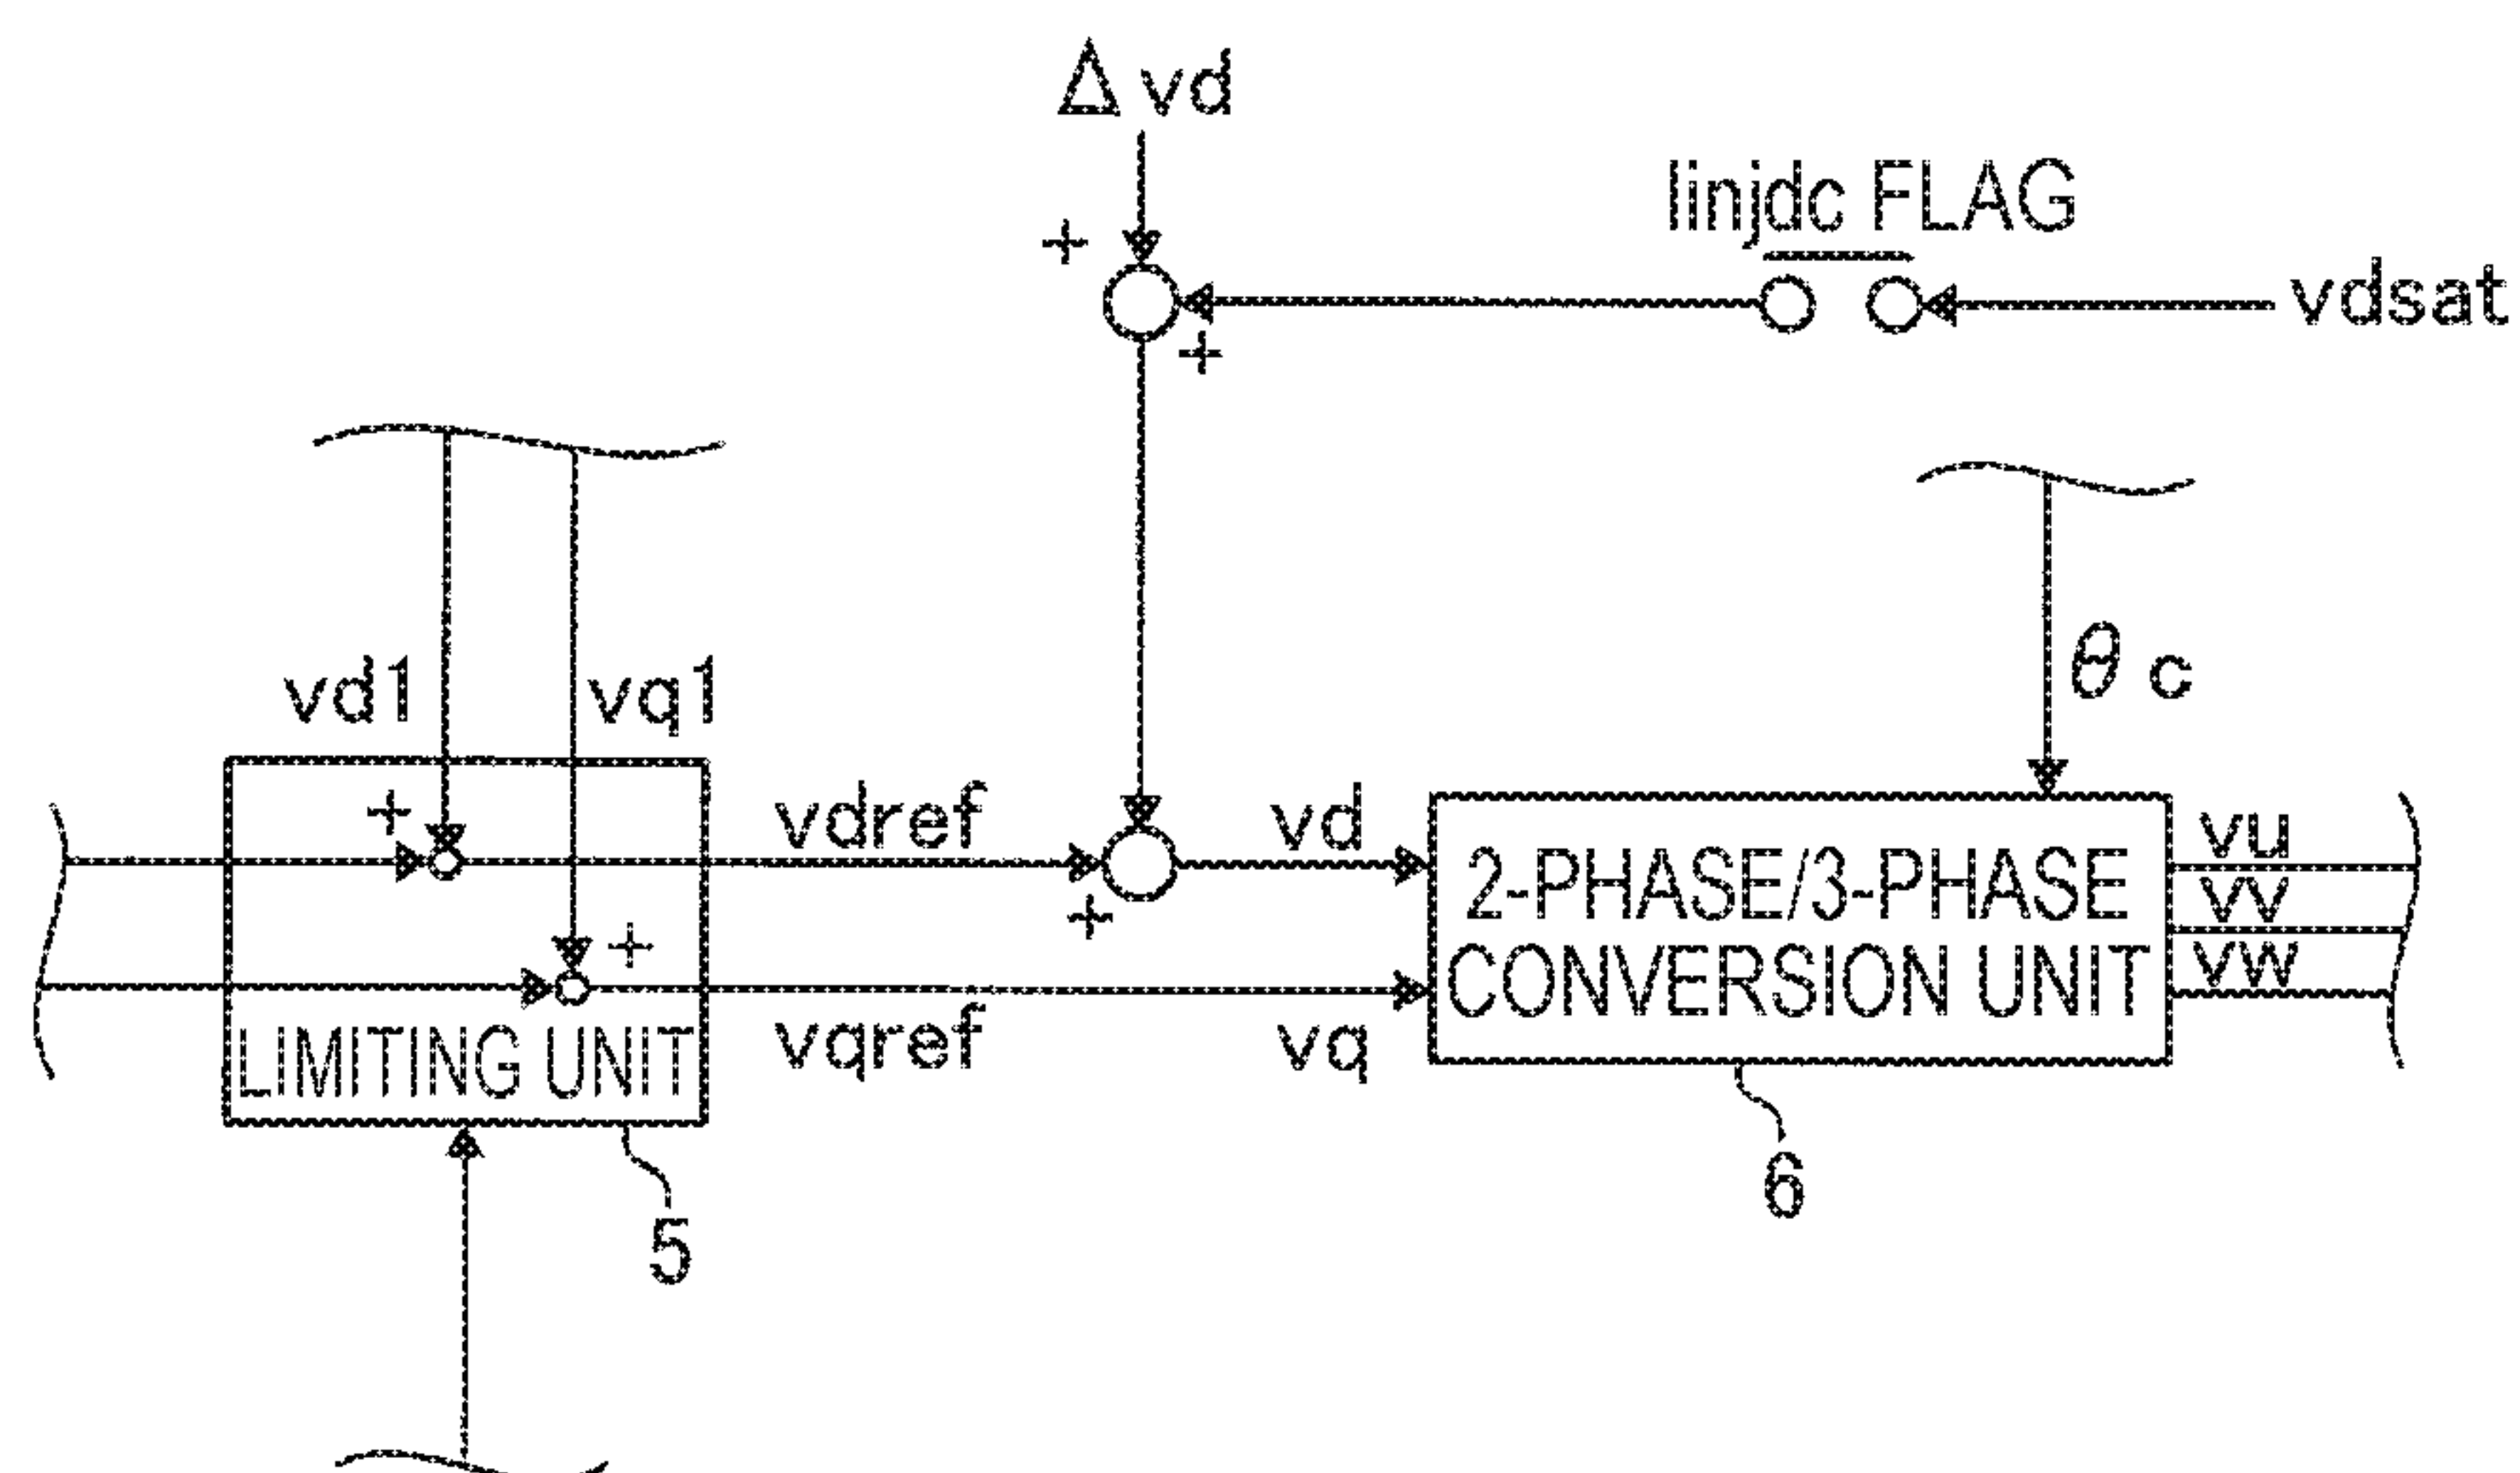 Δvd
Iinjdc FLAG
vdsat
+
+
vd1
vq1
θc
+
vdref
vd
vu
2-PHASE/3-PHASE
vv
+
+
CONVERSION UNIT
vw
LIMITING UNIT
vqref
vq
5
6